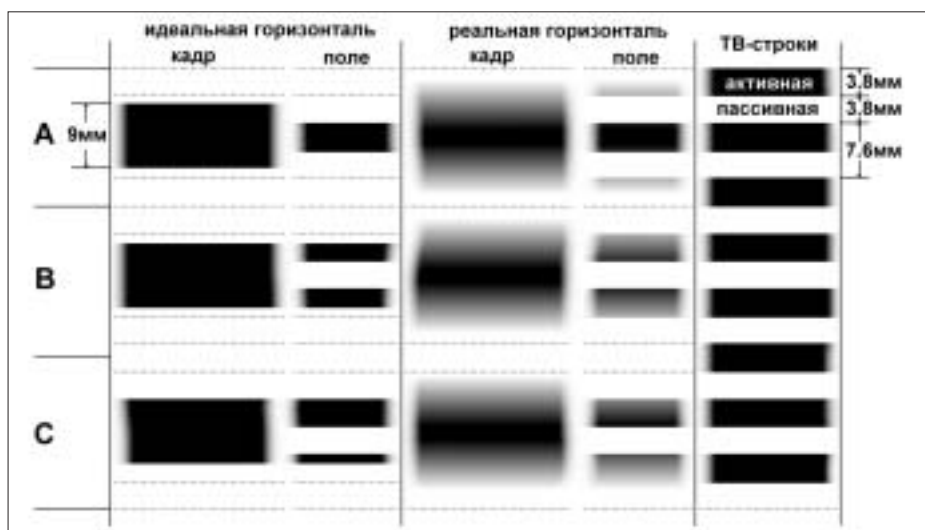 идеальная горизонталь реальная горизонталь ТВ-строки
кадр поле кадр поле
активная 3.8мм
пассивная 3.8мм
A 9мм 7.6мм
B
C